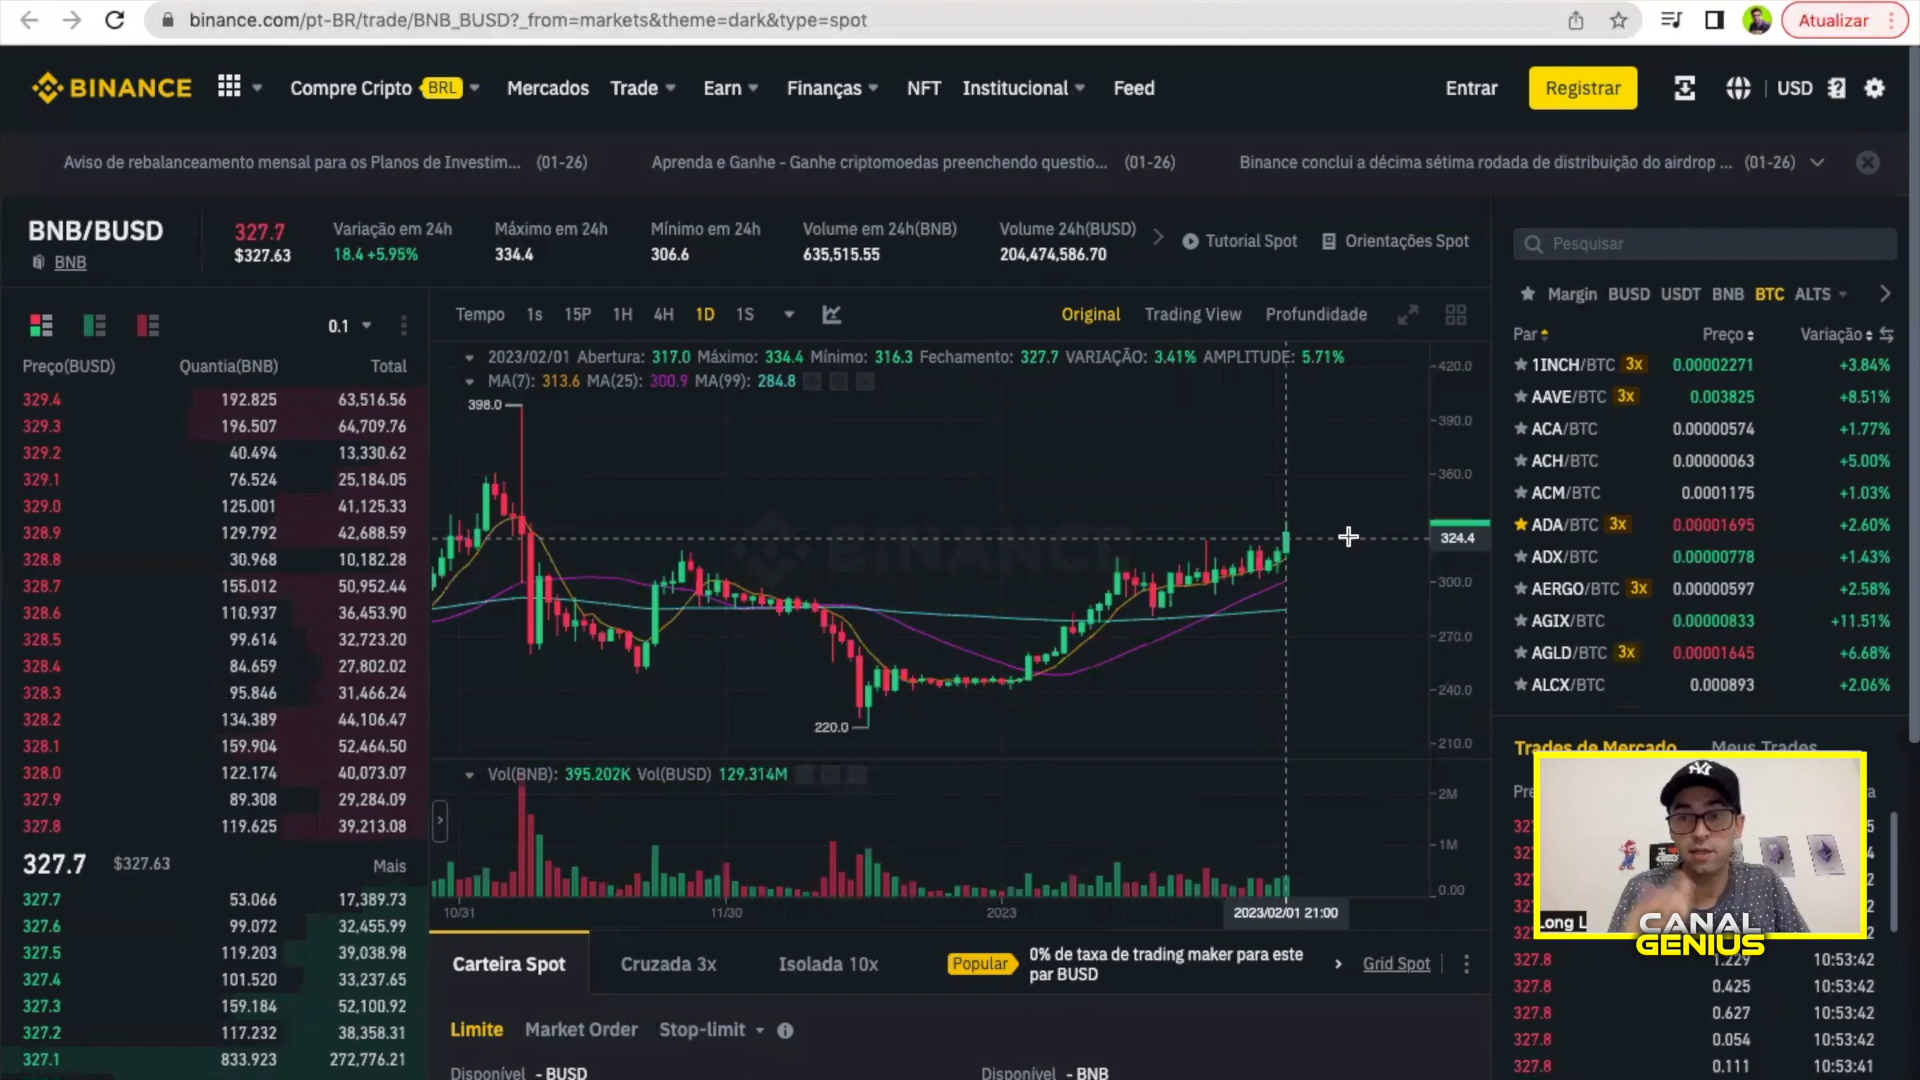 binance.com/pt-BR/trade/BNB_BUSD?_from=markets&theme=dark&type=spot
Atualizar
BINANCE
Compre Cripto BRL
Mercados
Trade
Earn
Finanças
NFT
Institucional
Feed
Entrar
Registrar
USD
Aviso de rebalanceamento mensal para os Planos de Investim... (01-26)
Aprenda e Ganhe - Ganhe criptomoedas preenchendo questio... (01-26)
Binance conclui a décima sétima rodada de distribuição do airdrop ... (01-26)
BNB/BUSD
BNB
327.7
$327.63
Variação em 24h
18.4 +5.95%
Máximo em 24h
334.4
Mínimo em 24h
306.6
Volume em 24h(BNB)
635,515.55
Volume 24h(BUSD)
204,474,586.70
Tutorial Spot
Orientações Spot
0.1
Preço(BUSD) Quantia(BNB) Total
329.4 192.825 63,516.56
329.3 196.507 64,709.76
329.2 40.494 13,330.62
329.1 76.524 25,184.05
329.0 125.001 41,125.33
328.9 129.792 42,688.59
328.8 30.968 10,182.28
328.7 155.012 50,952.44
328.6 110.937 36,453.90
328.5 99.614 32,723.20
328.4 84.659 27,802.02
328.3 95.846 31,466.24
328.2 134.389 44,106.47
328.1 159.904 52,464.50
328.0 122.174 40,073.07
327.9 89.308 29,284.09
327.8 119.625 39,213.08
327.7 $327.63 Mais
327.7 53.066 17,389.73
327.6 99.072 32,455.99
327.5 119.203 39,038.98
327.4 101.520 33,237.65
327.3 159.184 52,100.92
327.2 117.232 38,358.31
327.1 833.923 272,776.21
Tempo 1s 15P 1H 4H 1D 1S
Original Trading View Profundidade
2023/02/01 Abertura: 317.0 Máximo: 334.4 Mínimo: 316.3 Fechamento: 327.7 VARIAÇÃO: 3.41% AMPLITUDE: 5.71%
MA(7): 313.6 MA(25): 300.9 MA(99): 284.8
398.0
BINANCE
220.0
420.0
390.0
360.0
324.4
300.0
270.0
240.0
210.0
Vol(BNB): 395.202K Vol(BUSD) 129.314M
2M
1M
0.00
10/31 11/30 2023 2023/02/01 21:00
Carteira Spot
Cruzada 3x
Isolada 10x
Popular
0% de taxa de trading maker para este
par BUSD
Grid Spot
Limite Market Order Stop-limit
Disponível - BUSD
Disponível - BNB
Pesquisar
Margin BUSD USDT BNB BTC ALTS
Par Preço Variação
1INCH/BTC 3x 0.00002271 +3.84%
AAVE/BTC 3x 0.003825 +8.51%
ACA/BTC 0.00000574 +1.77%
ACH/BTC 0.00000063 +5.00%
ACM/BTC 0.0001175 +1.03%
ADA/BTC 3x 0.00001695 +2.60%
ADX/BTC 0.00000778 +1.43%
AERGO/BTC 3x 0.00000597 +2.58%
AGIX/BTC 0.00000833 +11.51%
AGLD/BTC 3x 0.00001645 +6.68%
ALCX/BTC 0.000893 +2.06%
Trades de Mercado Meus Trades
NY
Long L
CANAL
GENIUS
327.8 1.229 10:53:42
327.8 0.425 10:53:42
327.8 0.627 10:53:42
327.8 0.054 10:53:42
327.8 0.111 10:53:41